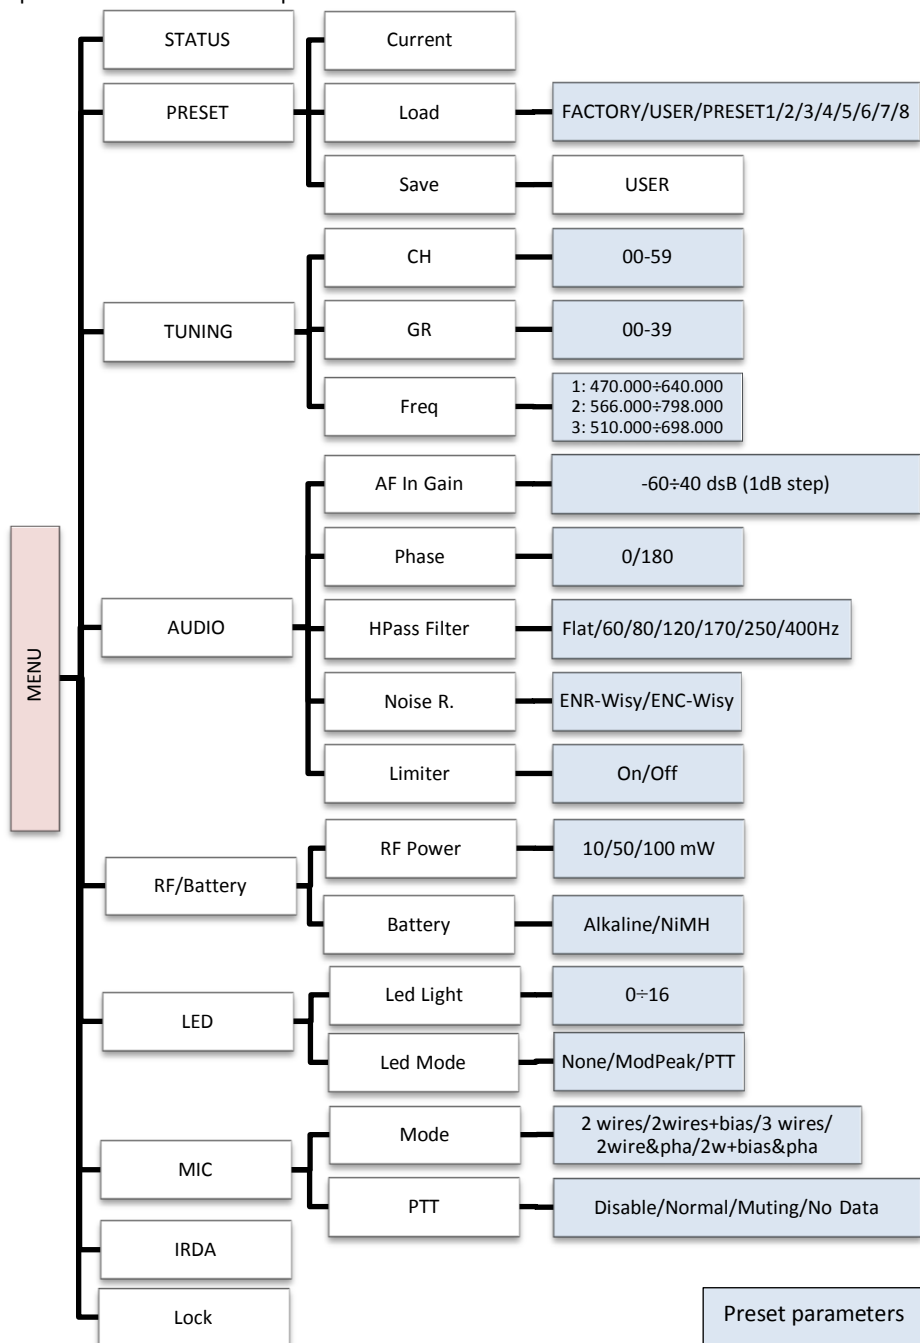 STATUS
Current
PRESET
Load
FACTORY/USER/PRESET1/2/3/4/5/6/7/8
Save
USER
CH
00-59
TUNING
GR
00-39
Freq
1: 470.000÷640.000
2: 566.000÷798.000
3: 510.000÷698.000
AF In Gain
-60÷40 dsB (1dB step)
Phase
0/180
MENU
AUDIO
HPass Filter
Flat/60/80/120/170/250/400Hz
Noise R.
ENR-Wisy/ENC-Wisy
Limiter
On/Off
RF/Battery
RF Power
10/50/100 mW
Battery
Alkaline/NiMH
LED
Led Light
0÷16
Led Mode
None/ModPeak/PTT
MIC
Mode
2 wires/2wires+bias/3 wires/
2wire&pha/2w+bias&pha
PTT
Disable/Normal/Muting/No Data
IRDA
Lock
Preset parameters